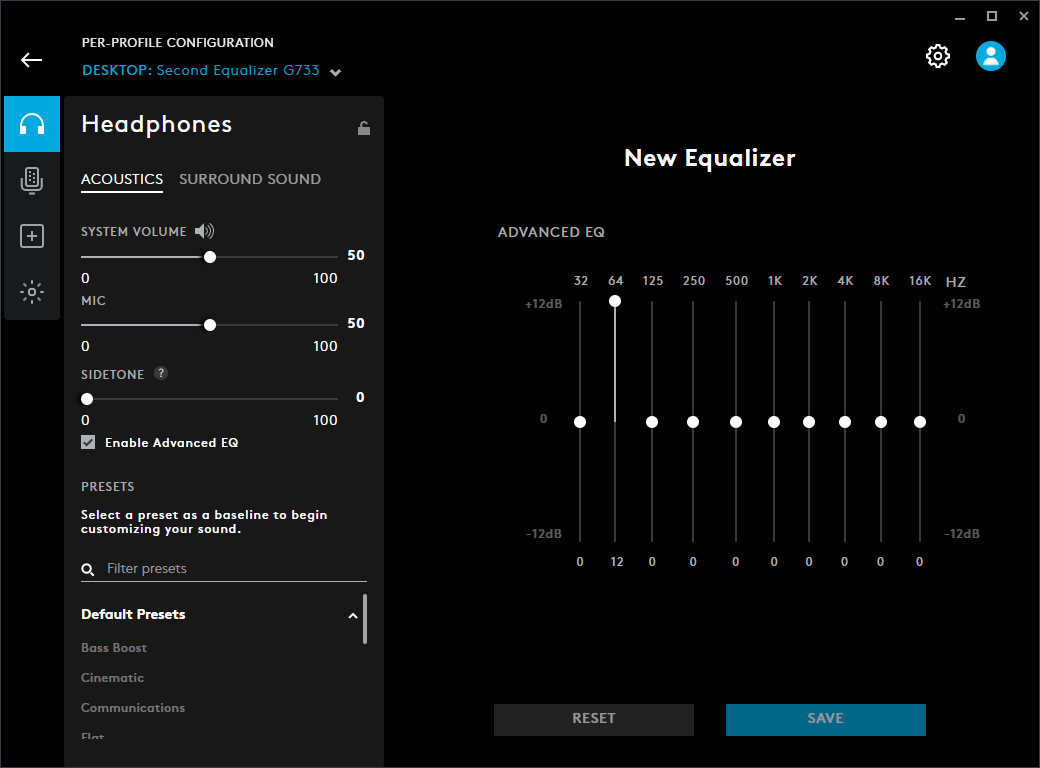 PER-PROFILE CONFIGURATION
DESKTOP: Second Equalizer G733
Headphones
ACOUSTICS SURROUND SOUND
SYSTEM VOLUME
50
0 100
MIC
50
0 100
SIDETONE ?
0
0 100
Enable Advanced EQ
PRESETS
Select a preset as a baseline to begin
customizing your sound.
Filter presets
Default Presets
Bass Boost
Cinematic
Communications
Flat
New Equalizer
ADVANCED EQ
32 64 125 250 500 1K 2K 4K 8K 16K HZ
+12dB +12dB
0 0
-12dB -12dB
0 12 0 0 0 0 0 0 0 0
RESET SAVE